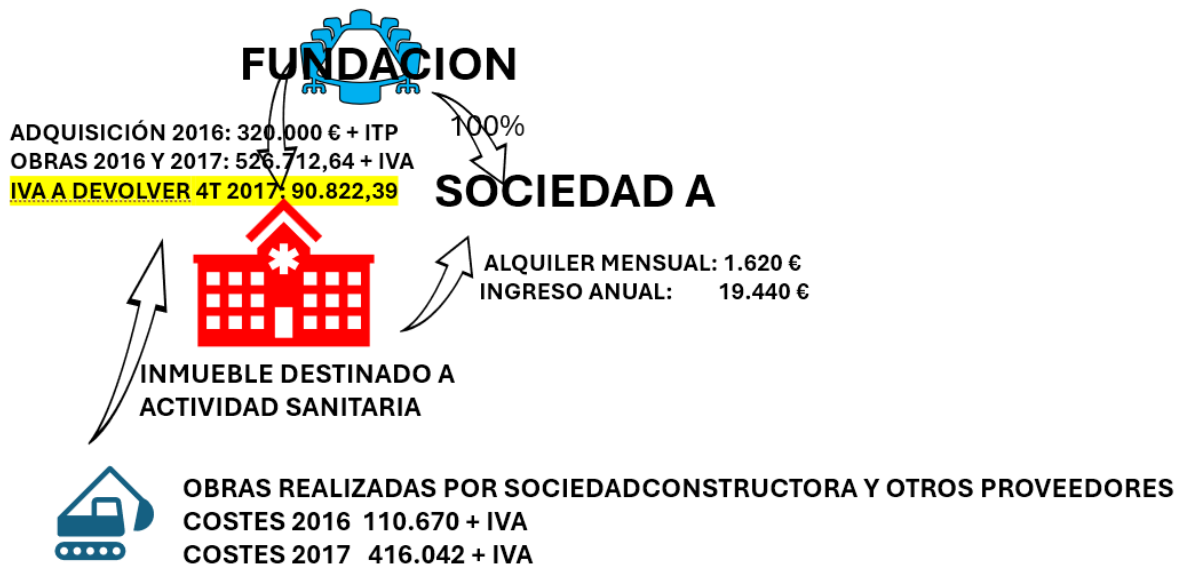 FUNDACION
100%
ADQUISICIÓN 2016: 320.000 € + ITP
OBRAS 2016 Y 2017: 526.712,64 + IVA
IVA A DEVOLVER 4T 2017: 90.822,39
SOCIEDAD A
ALQUILER MENSUAL: 1.620 €
INGRESO ANUAL: 19.440 €
INMUEBLE DESTINADO A
ACTIVIDAD SANITARIA
OBRAS REALIZADAS POR SOCIEDADCONSTRUCTORA Y OTROS PROVEEDORES
COSTES 2016 110.670 + IVA
COSTES 2017 416.042 + IVA